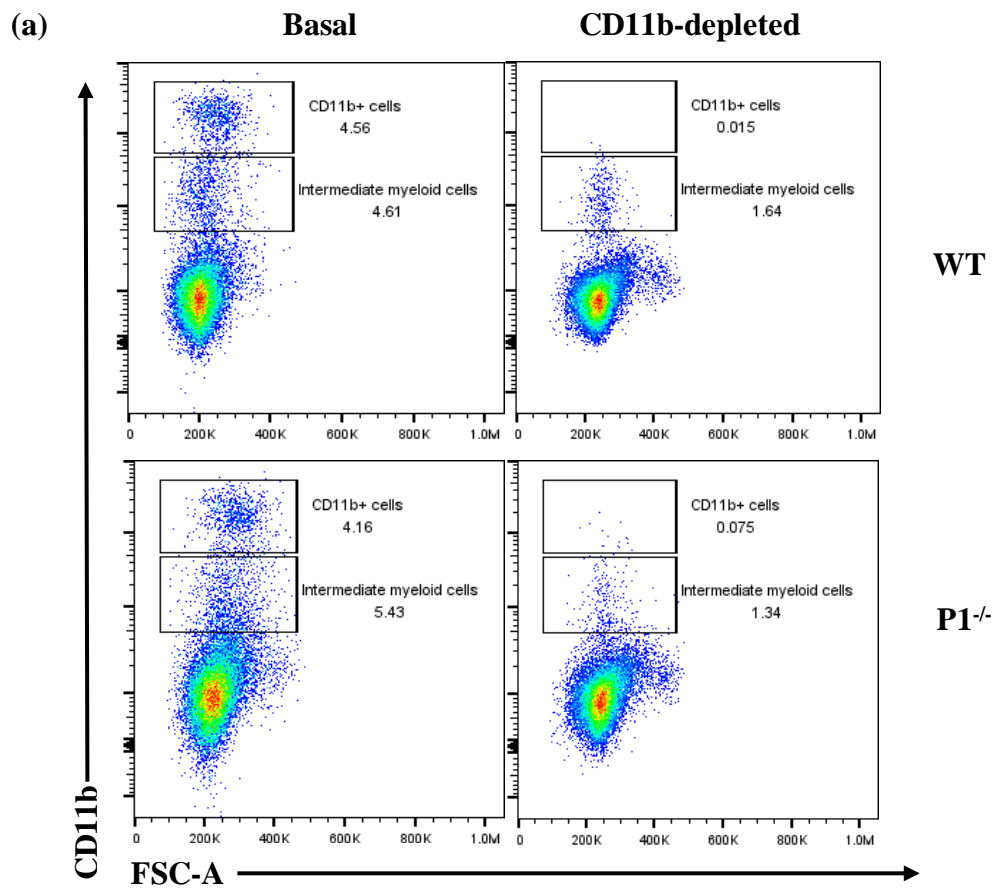 (a) Basal CD11b-depleted
CD11b+ cells
4.56
Intermediate myeloid cells
4.61
0 200K 400K 600K 800K 1.0M
CD11b+ cells
0.015
Intermediate myeloid cells
1.64
0 200K 400K 600K 800K 1.0M
WT
CD11b+ cells
4.16
Intermediate myeloid cells
5.43
0 200K 400K 600K 800K 1.0M
CD11b+ cells
0.075
Intermediate myeloid cells
1.34
0 200K 400K 600K 800K 1.0M
P1-/-
CD11b
FSC-A